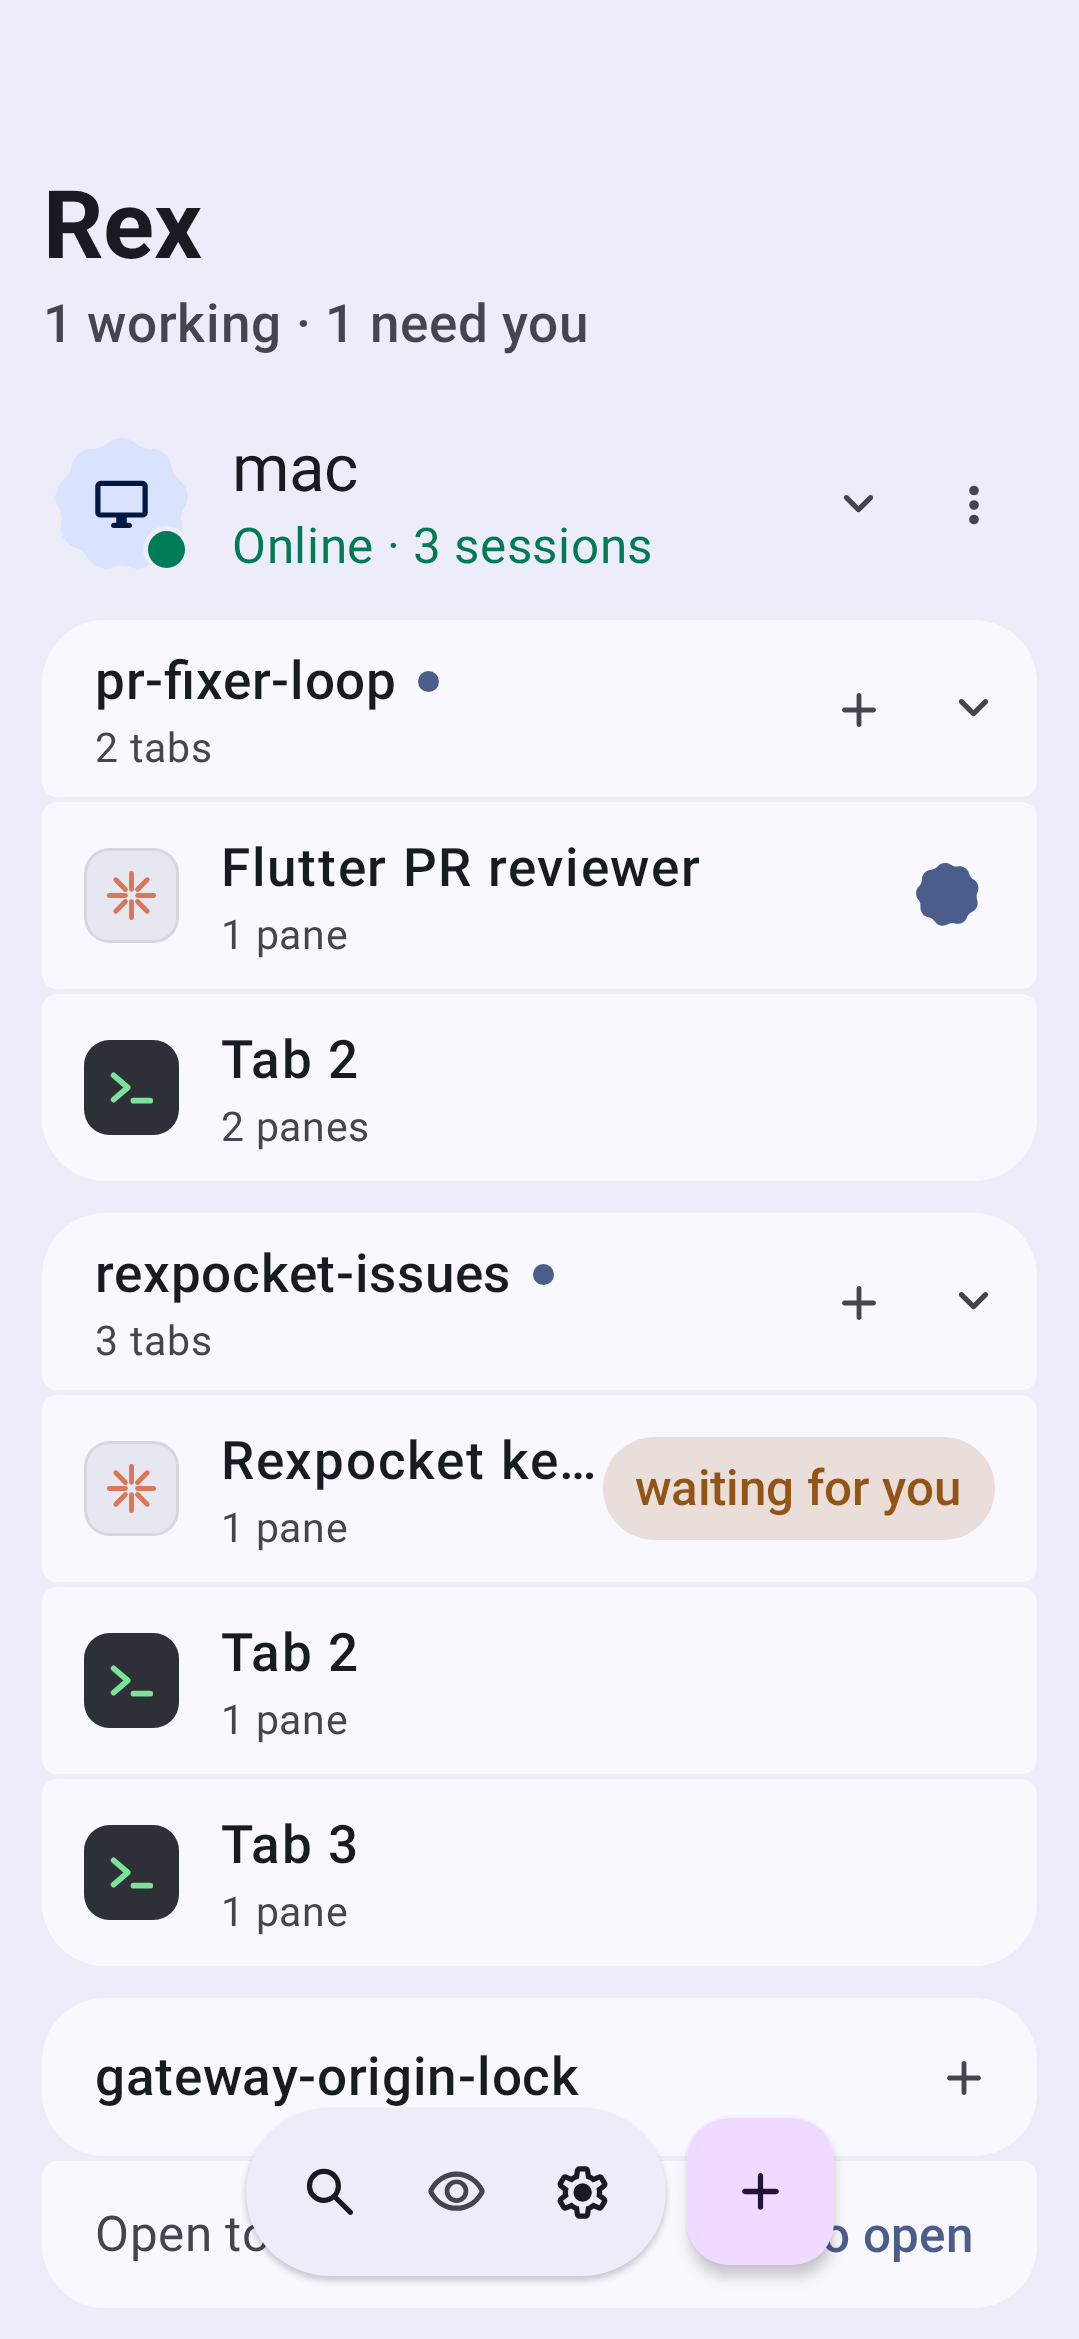 Rex
1 working · 1 need you
mac
Online · 3 sessions
pr-fixer-loop
2 tabs
Flutter PR reviewer
1 pane
Tab 2
2 panes
rexpocket-issues
3 tabs
Rexpocket ke…
1 pane
waiting for you
Tab 2
1 pane
Tab 3
1 pane
gateway-origin-lock
Open
open